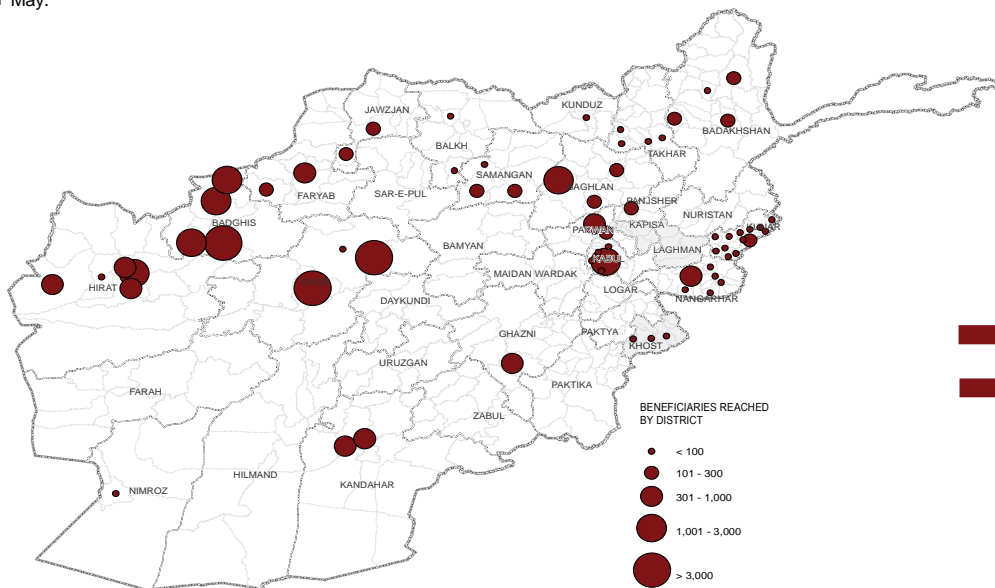 May.
JAWZJAN
KUNDUZ
BALKH
BADAKHSHAN
TAKHAR
SAMANGAN
FARYAB
SAR-E-PUL
BAGHLAN
PANJSHER
NURISTAN
BADGHIS
PARWAN
KAPISA
BAMYAN
LAGHMAN
KABUL
MAIDAN WARDAK
HIRAT
LOGAR
NANGARHAR
DAYKUNDI
GHAZNI
PAKTYA
KHOST
URUZGAN
FARAH
PAKTIKA
ZABUL
BENEFICIARIES REACHED
BY DISTRICT
< 100
101 - 300
HILMAND
KANDAHAR
NIMROZ
301 - 1,000
1,001 - 3,000
> 3,000